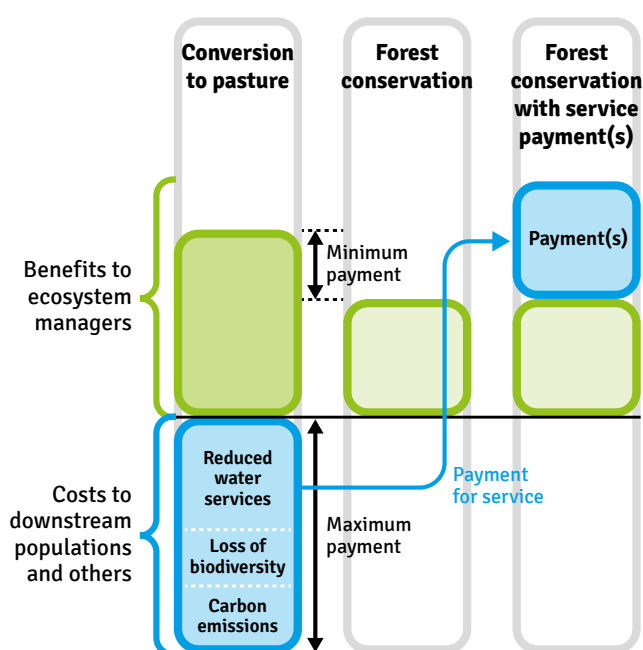 Conversion
to pasture
Forest
conservation
Forest
conservation
with service
payment(s)
Benefits to
ecosystem
managers
Minimum
payment
Payment(s)
Costs to
downstream
populations
and others
Reduced
water
services
Loss of
biodiversity
Carbon
emissions
Maximum
payment
Payment
for service